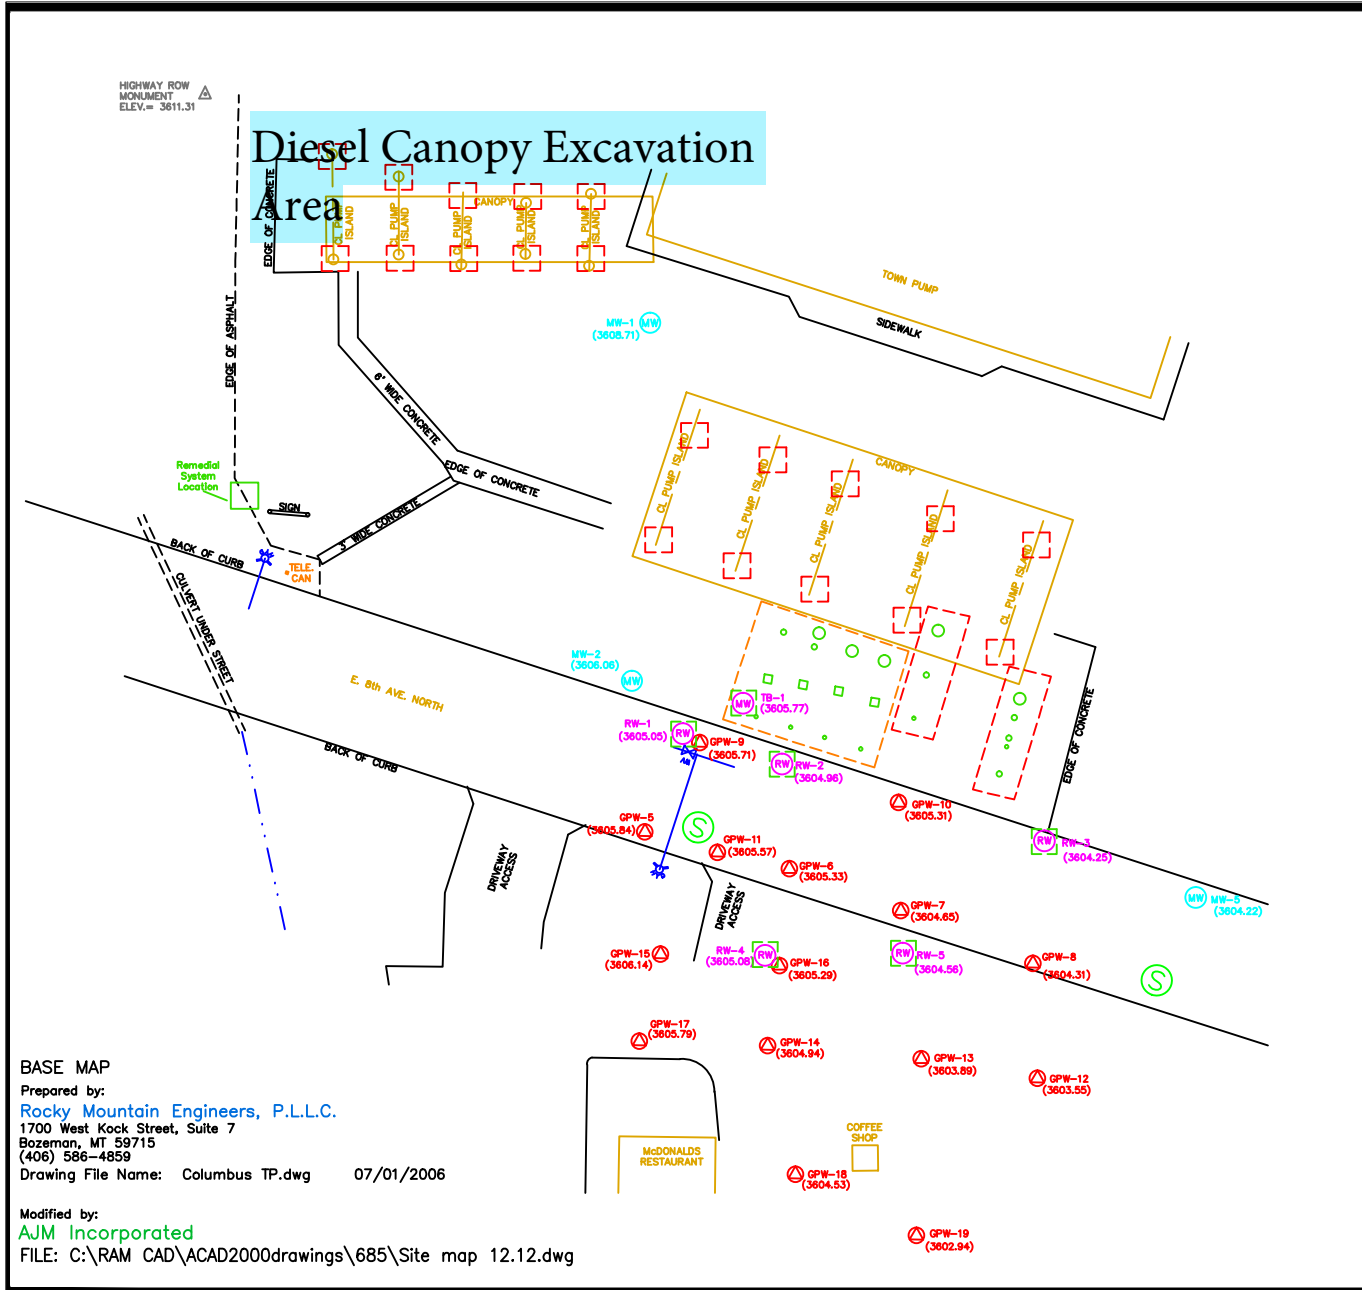 HIGHWAY ROW
MONUMENT
ELEV.= 3611.31
Diesel Canopy Excavation
Area
EDGE OF CONCRETE
CL PUMP
ISLAND
CL PUMP
ISLAND
CL PUMP
ISLAND
CL PUMP
ISLAND
CL PUMP
ISLAND
CANOPY
TOWN PUMP
SIDEWALK
EDGE OF ASPHALT
MW-1
MW
(3608.71)
6' WIDE CONCRETE
EDGE OF CONCRETE
3' WIDE CONCRETE
Remedial
System
Location
SIGN
BACK OF CURB
TELE.
CAN
CULVERT UNDER STREET
CANOPY
CL PUMP ISLAND
CL PUMP ISLAND
CL PUMP ISLAND
CL PUMP ISLAND
CL PUMP ISLAND
MW-2
(3606.06)
MW
E. 8th AVE. NORTH
BACK OF CURB
TB-1
MW
(3605.77)
RW-1
RW
(3605.05)
GPW-9
(3605.71)
RW
RW-2
(3604.96)
EDGE OF CONCRETE
GPW-10
(3605.31)
GPW-5
(3605.84)
S
GPW-11
(3605.57)
GPW-6
(3605.33)
RW
RW-3
(3604.25)
DRIVEWAY
ACCESS
DRIVEWAY
ACCESS
GPW-7
(3604.65)
MW
MW-5
(3604.22)
GPW-15
(3606.14)
RW-4
RW
(3605.08)
GPW-16
(3605.29)
RW
RW-5
(3604.56)
GPW-8
(3604.31)
S
GPW-17
(3605.79)
GPW-14
(3604.94)
GPW-13
(3603.89)
GPW-12
(3603.55)
McDONALDS
RESTAURANT
COFFEE
SHOP
GPW-18
(3604.53)
GPW-19
(3602.94)
BASE MAP
Prepared by:
Rocky Mountain Engineers, P.L.L.C.
1700 West Kock Street, Suite 7
Bozeman, MT 59715
(406) 586-4859
Drawing File Name: Columbus TP.dwg 07/01/2006
Modified by:
AJM Incorporated
FILE: C:\RAM CAD\ACAD2000drawings\685\Site map 12.12.dwg